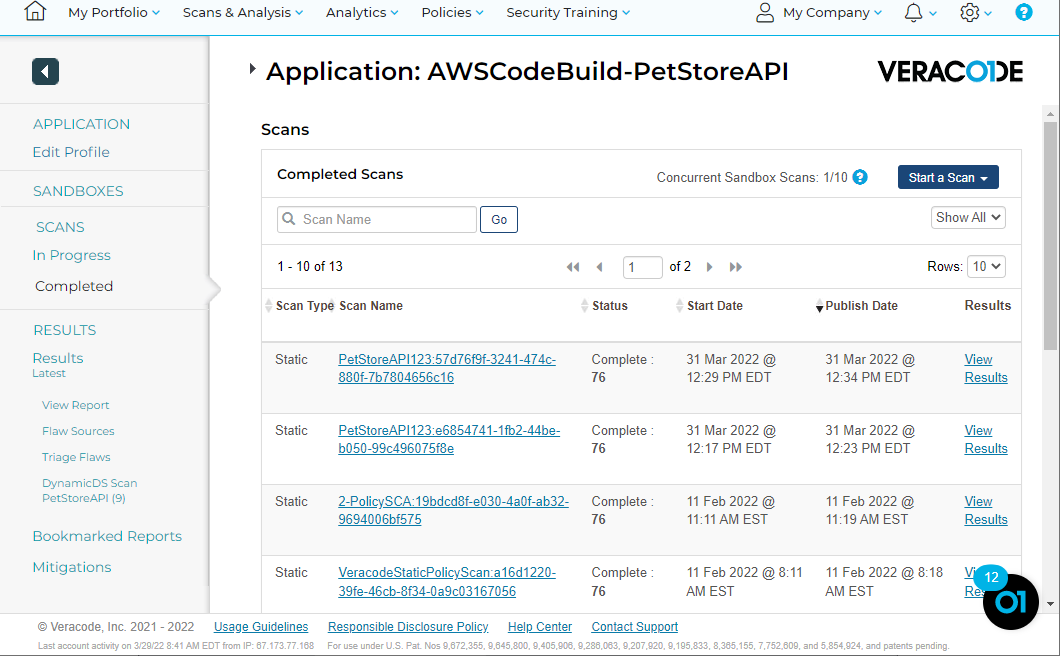 My Portfolio Scans & Analysis Analytics Policies Security Training My Company ?
Application: AWSCodeBuild-PetStoreAPI
VERACODE
APPLICATION
Edit Profile
SANDBOXES
SCANS
In Progress
Completed
RESULTS
Results
Latest
View Report
Flaw Sources
Triage Flaws
DynamicDS Scan
PetStoreAPI (9)
Bookmarked Reports
Mitigations
Scans
Completed Scans Concurrent Sandbox Scans: 1/10 ? Start a Scan
Scan Name Go Show All
1 - 10 of 13 1 of 2 Rows: 10
Scan Type Scan Name Status Start Date Publish Date Results
Static PetStoreAPI123:57d76f9f-3241-474c- Complete : 31 Mar 2022 @ 31 Mar 2022 @ View
880f-7b7804656c16 76 12:29 PM EDT 12:34 PM EDT Results
Static PetStoreAPI123:e6854741-1fb2-44be- Complete : 31 Mar 2022 @ 31 Mar 2022 @ View
b050-99c496075f8e 76 12:17 PM EDT 12:23 PM EDT Results
Static 2-PolicySCA:19bdcd8f-e030-4a0f-ab32- Complete : 11 Feb 2022 @ 11 Feb 2022 @ View
9694006bf575 76 11:11 AM EST 11:19 AM EST Results
Static VeracodeStaticPolicyScan:a16d1220- Complete : 11 Feb 2022 @ 8:11 11 Feb 2022 @ 8:18
39fe-46cb-8f34-0a9c03167056 76 AM EST AM EST
12
© Veracode, Inc. 2021 - 2022 Usage Guidelines Responsible Disclosure Policy Help Center Contact Support
Last account activity on 3/29/22 8:41 AM EDT from IP: 67.173.77.168 For use under U.S. Pat. Nos 9,672,355, 9,645,800, 9,405,906, 9,286,063, 9,207,920, 9,195,833, 8,365,155, 7,752,609, and 5,854,924, and patents pending.